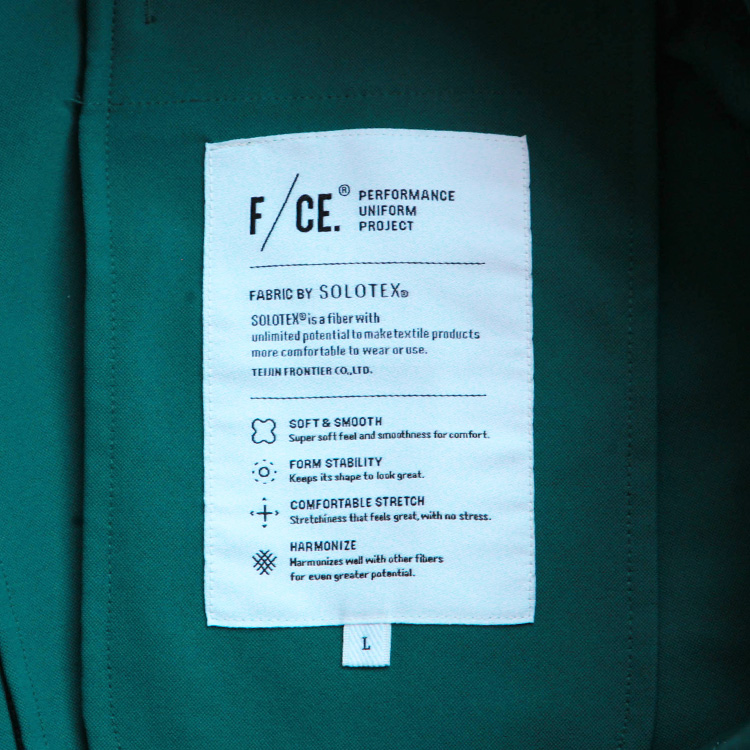 F/CE.® PERFORMANCE
UNIFORM
PROJECT
FABRIC BY SOLOTEX®
SOLOTEX® is a fiber with
unlimited potential to make textile products
more comfortable to wear or use.
TEIJIN FRONTIER CO.,LTD.
SOFT & SMOOTH
Super soft feel and smoothness for comfort.
FORM STABILITY
Keeps its shape to look great.
COMFORTABLE STRETCH
Stretchiness that feels great, with no stress.
HARMONIZE
Harmonizes well with other fibers
for even greater potential.
L